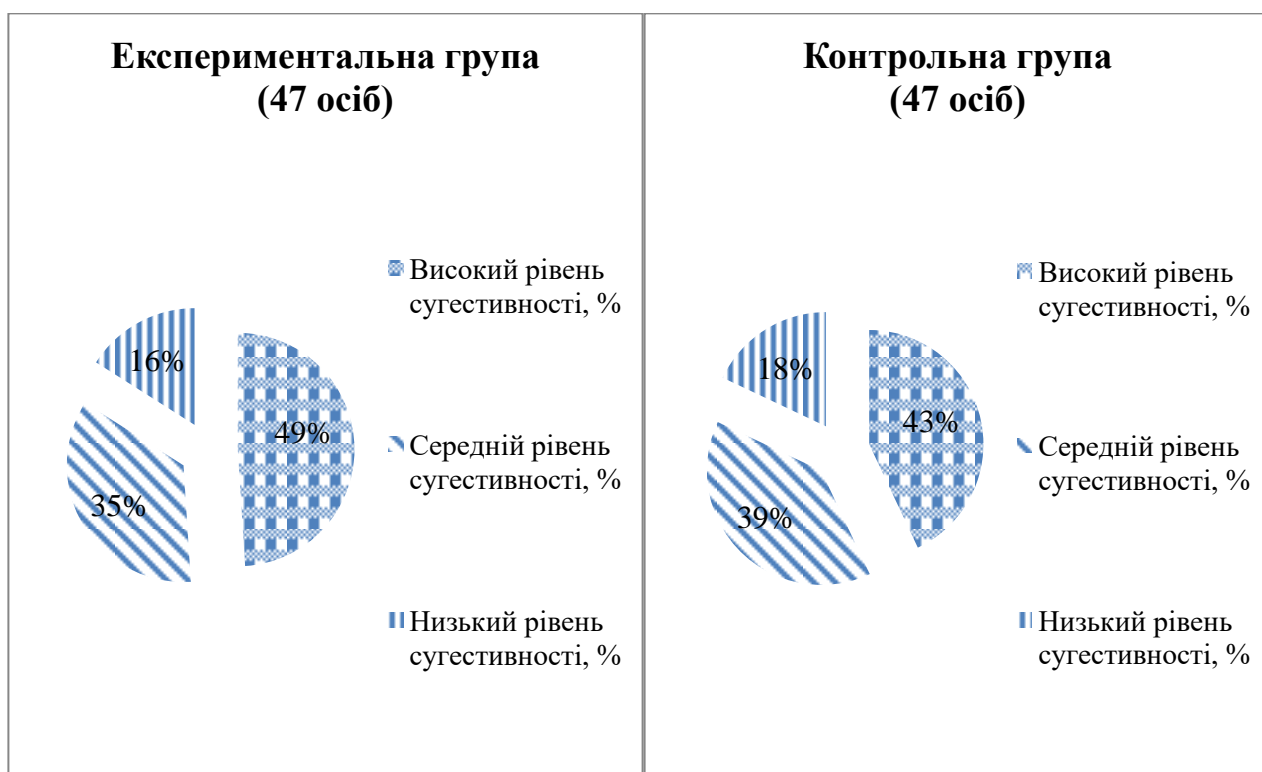 Експериментальна група
(47 осіб)
16%
49%
35%
Високий рівень
сугестивності, %
Середній рівень
сугестивності, %
Низький рівень
сугестивності, %
Контрольна група
(47 осіб)
18%
43%
39%
Високий рівень
сугестивності, %
Середній рівень
сугестивності, %
Низький рівень
сугестивності, %